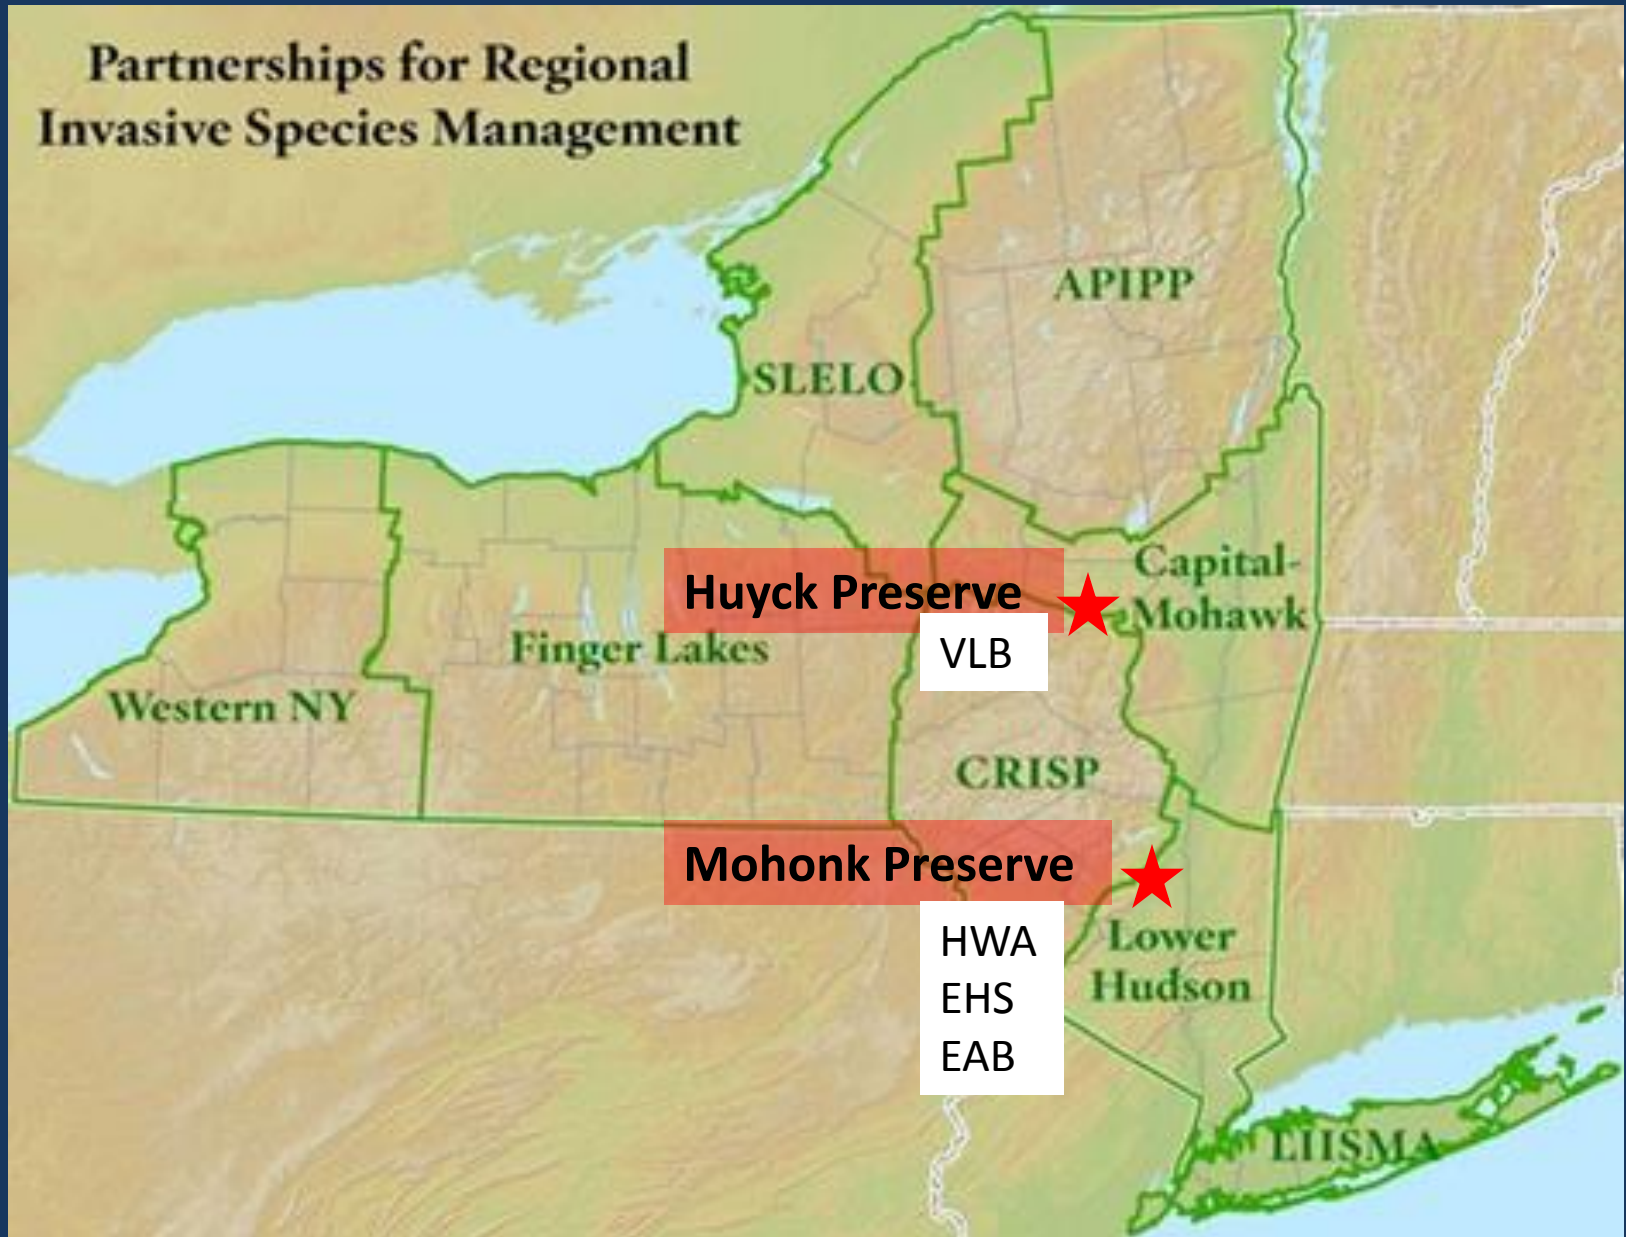 Partnerships for Regional
Invasive Species Management
APIPP
SLELO
Capital-
Mohawk
Huyck Preserve
VLB
Finger Lakes
Western NY
CRISP
Mohonk Preserve
HWA
EHS
EAB
Lower
Hudson
LIISMA